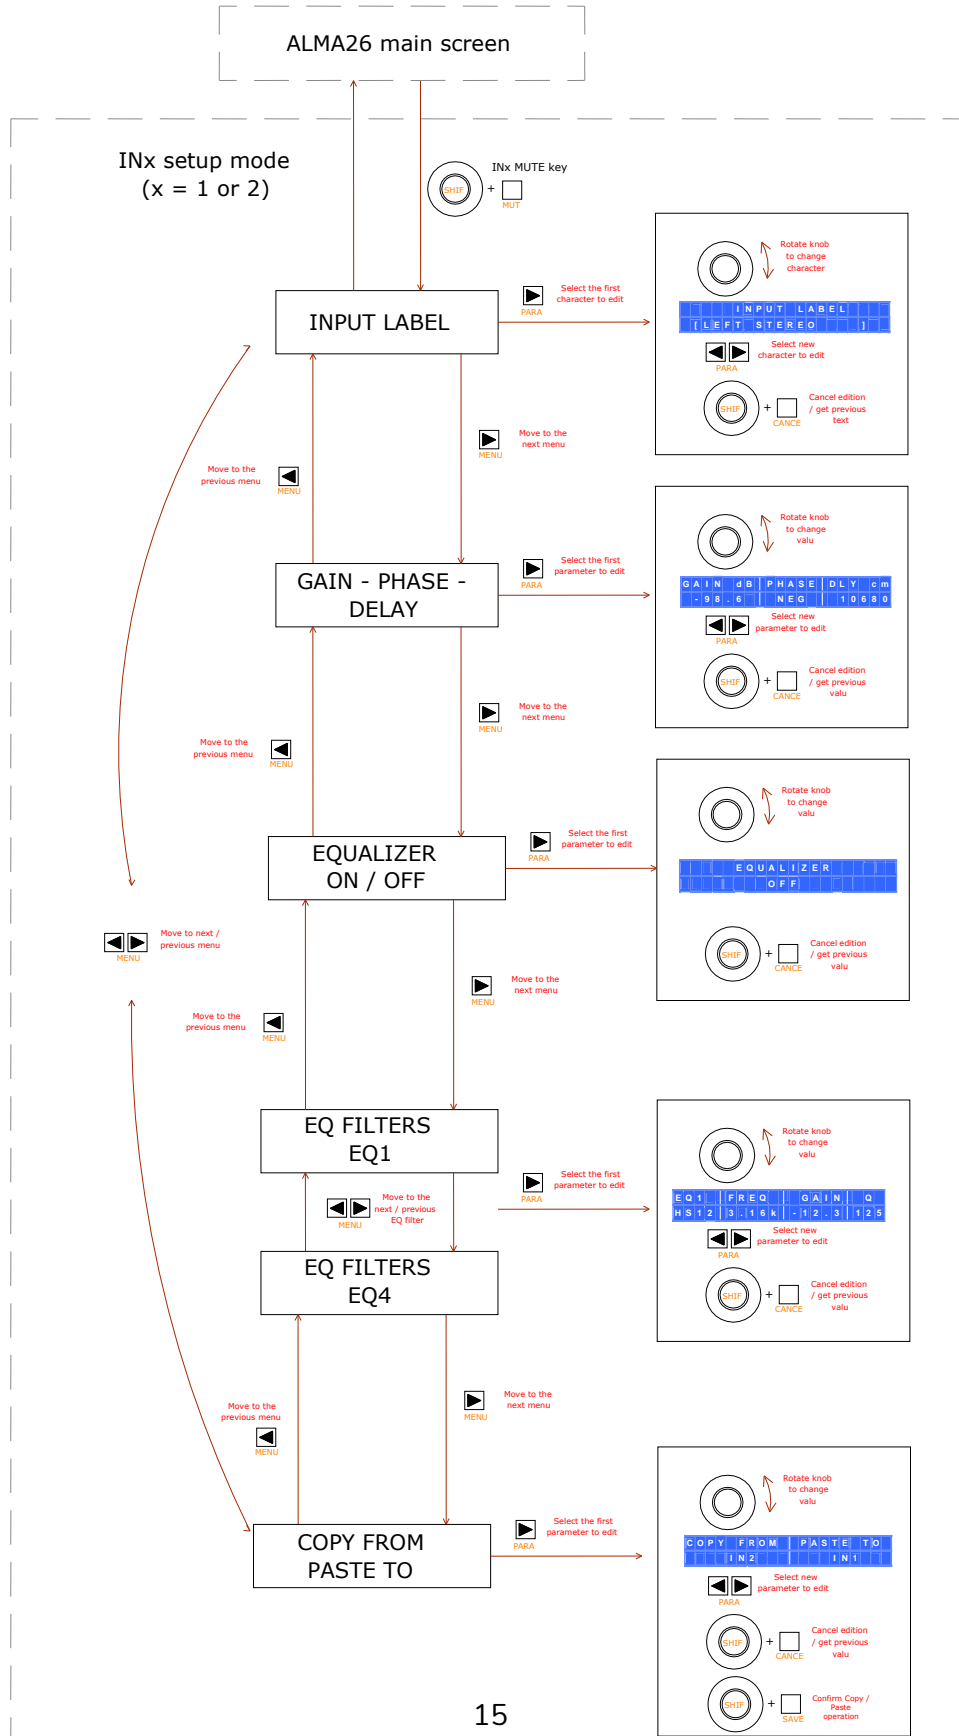 ALMA26 main screen
INx setup mode
(x = 1 or 2)
INx MUTE key
SHIF
+
MUT
Rotate knob
to change
character
Select the first
character to edit
PARA
INPUT LABEL
INPUT LABEL
[LEFT STEREO ]
Select new
character to edit
PARA
SHIF
+
CANCE
Cancel edition
/ get previous
text
Move to the
next menu
MENU
Move to the
previous menu
MENU
Rotate knob
to change
valu
Select the first
parameter to edit
PARA
GAIN - PHASE -
DELAY
GAIN dB|PHASE|DLY cm
-98.6 | NEG | 10680
Select new
parameter to edit
PARA
SHIF
+
CANCE
Cancel edition
/ get previous
valu
Move to the
next menu
MENU
Move to the
previous menu
MENU
Rotate knob
to change
valu
Select the first
parameter to edit
PARA
EQUALIZER
ON / OFF
EQUALIZER
OFF
SHIF
+
CANCE
Cancel edition
/ get previous
valu
Move to next /
previous menu
MENU
Move to the
next menu
MENU
Move to the
previous menu
MENU
Rotate knob
to change
valu
EQ FILTERS
EQ1
Select the first
parameter to edit
PARA
EQ1 |FREQ | GAIN| Q
HS12|3.16k|-12.3|125
Move to the
next / previous
EQ filter
MENU
Select new
parameter to edit
PARA
EQ FILTERS
EQ4
SHIF
+
CANCE
Cancel edition
/ get previous
valu
Move to the
next menu
MENU
Move to the
previous menu
MENU
Rotate knob
to change
valu
Select the first
parameter to edit
PARA
COPY FROM
PASTE TO
COPY FROM | PASTE TO
IN2 | IN1
Select new
parameter to edit
PARA
SHIF
+
CANCE
Cancel edition
/ get previous
valu
SHIF
+
SAVE
Confirm Copy /
Paste
operation
15